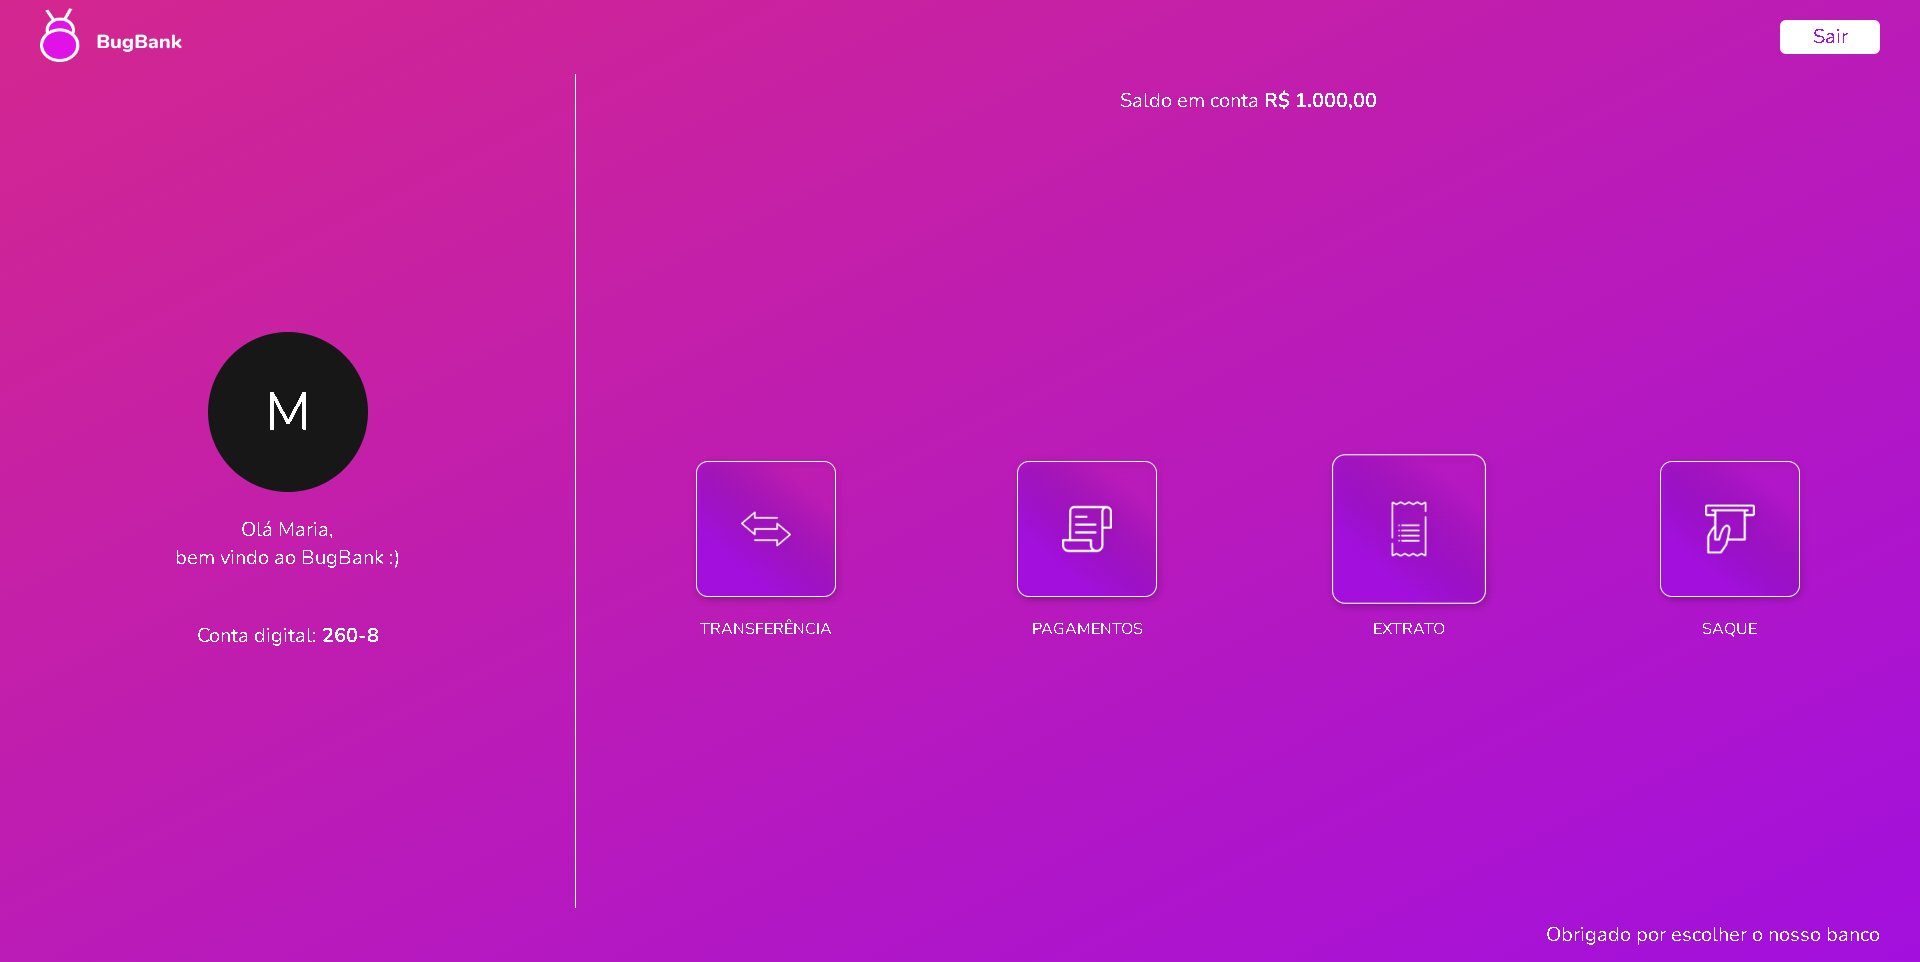 BugBank
Sair
Saldo em conta R$ 1.000,00
M
Olá Maria,
bem vindo ao BugBank :)
Conta digital: 260-8
TRANSFERÊNCIA
PAGAMENTOS
EXTRATO
SAQUE
Obrigado por escolher o nosso banco